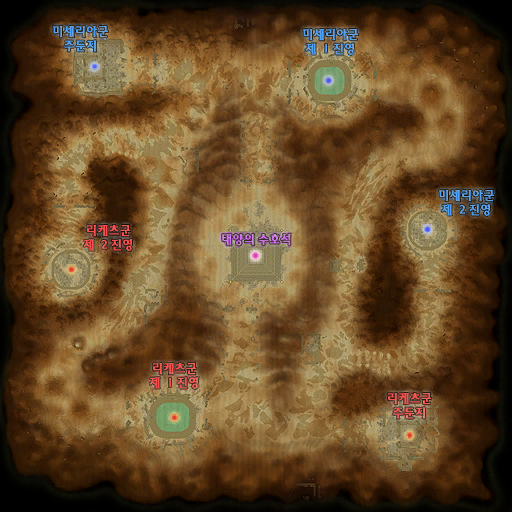 미세리아군
주둔지
미세리아군
제 1 진영
미세리아군
제 2 진영
리케츠군
제 2 진영
태양의 수호석
리케츠군
제 1 진영
리케츠군
주둔지